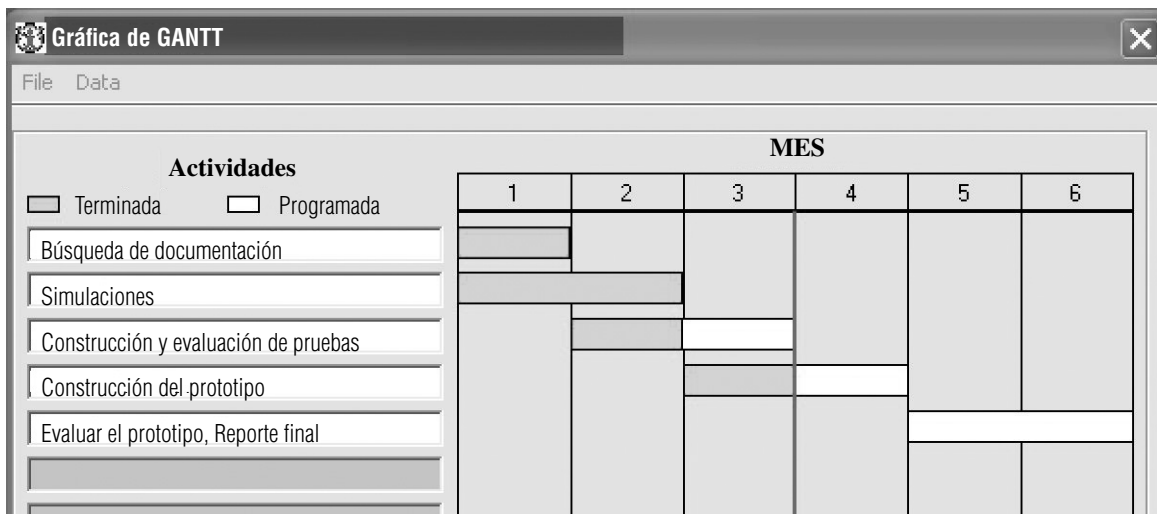 Gráfica de GANTT
File Data
Actividades
MES
Terminada Programada
1 2 3 4 5 6
Búsqueda de documentación
Simulaciones
Construcción y evaluación de pruebas
Construcción del prototipo
Evaluar el prototipo, Reporte final